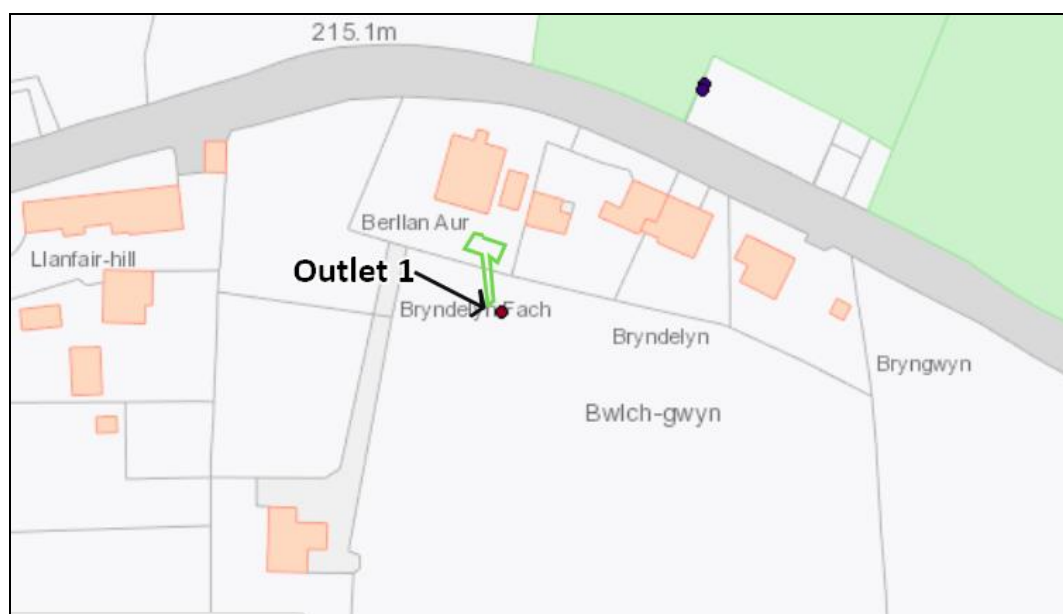 215.1m
Berllan Aur
Llanfair-hill
Outlet 1
Bryndelyn Fach
Bryndelyn
Bryngwyn
Bwlch-gwyn